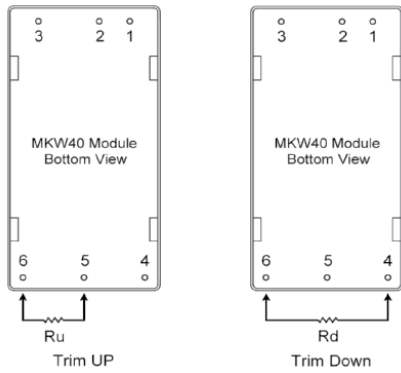 3 2 1
MKW40 Module
Bottom View
6 5 4
Ru
Trim UP
3 2 1
MKW40 Module
Bottom View
6 5 4
Rd
Trim Down